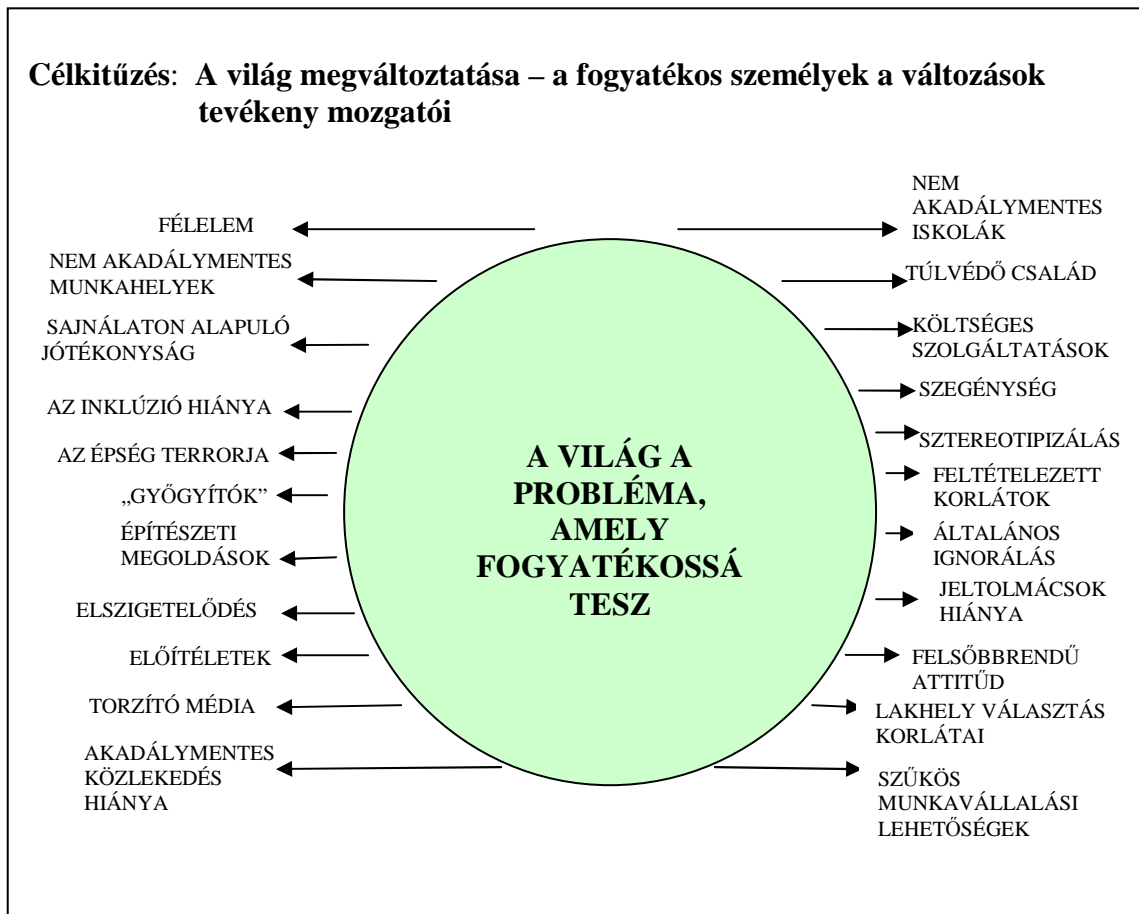 Célkitűzés: A világ megváltoztatása – a fogyatékos személyek a változások
tevékeny mozgatói
FÉLELEM
NEM AKADÁLYMENTES
MUNKAHELYEK
SAJNÁLATON ALAPULÓ
JÓTÉKONYSÁG
AZ INKLÚZIÓ HIÁNYA
AZ ÉPSÉG TERRORJA
„GYŐGYÍTÓK”
ÉPÍTÉSZETI
MEGOLDÁSOK
ELSZIGETELŐDÉS
ELŐÍTÉLETEK
TORZÍTÓ MÉDIA
AKADÁLYMENTES
KÖZLEKEDÉS
HIÁNYA
A VILÁG A
PROBLÉMA,
AMELY
FOGYATÉKOSSÁ
TESZ
NEM
AKADÁLYMENTES
ISKOLÁK
TÚLVÉDŐ CSALÁD
KÖLTSÉGES
SZOLGÁLTATÁSOK
SZEGÉNYSÉG
SZTEREOTIPIZÁLÁS
FELTÉTELEZETT
KORLÁTOK
ÁLTALÁNOS
IGNORÁLÁS
JELTOLMÁCSOK
HIÁNYA
FELSŐBBRENDŰ
ATTITŰD
LAKHELY VÁLASZTÁS
KORLÁTAI
SZŰKÖS
MUNKAVÁLLALÁSI
LEHETŐSÉGEK